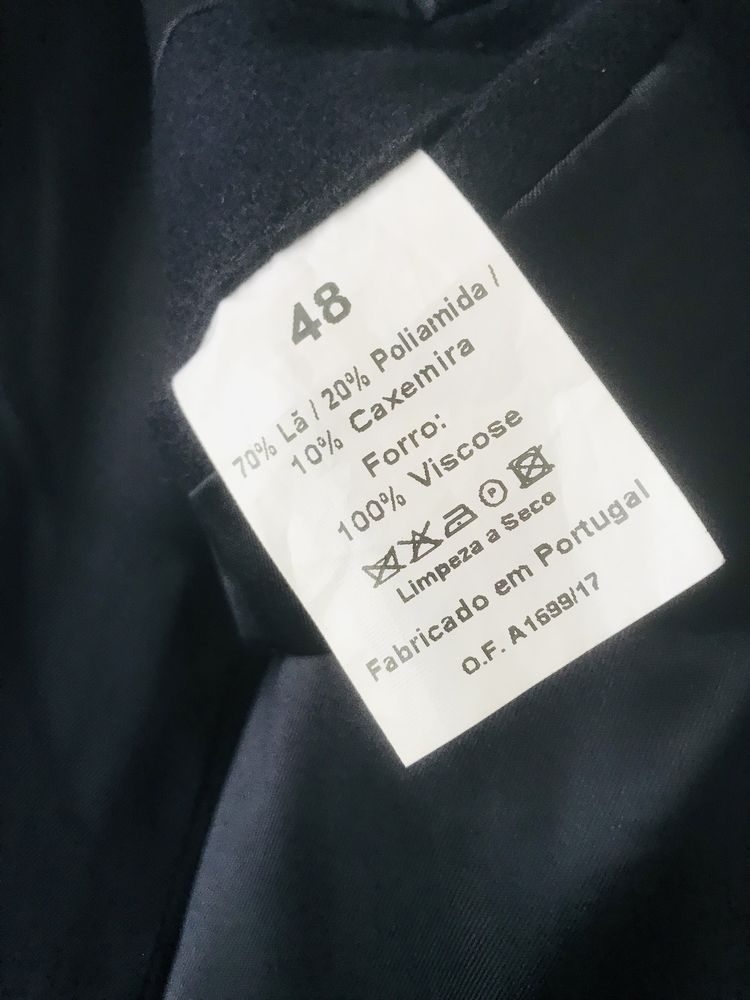 48
70% Lã / 20% Poliamida /
10% Caxemira
Forro:
100% Viscose
P
Limpeza a Seco
Fabricado em Portugal
O.F. A1699/17